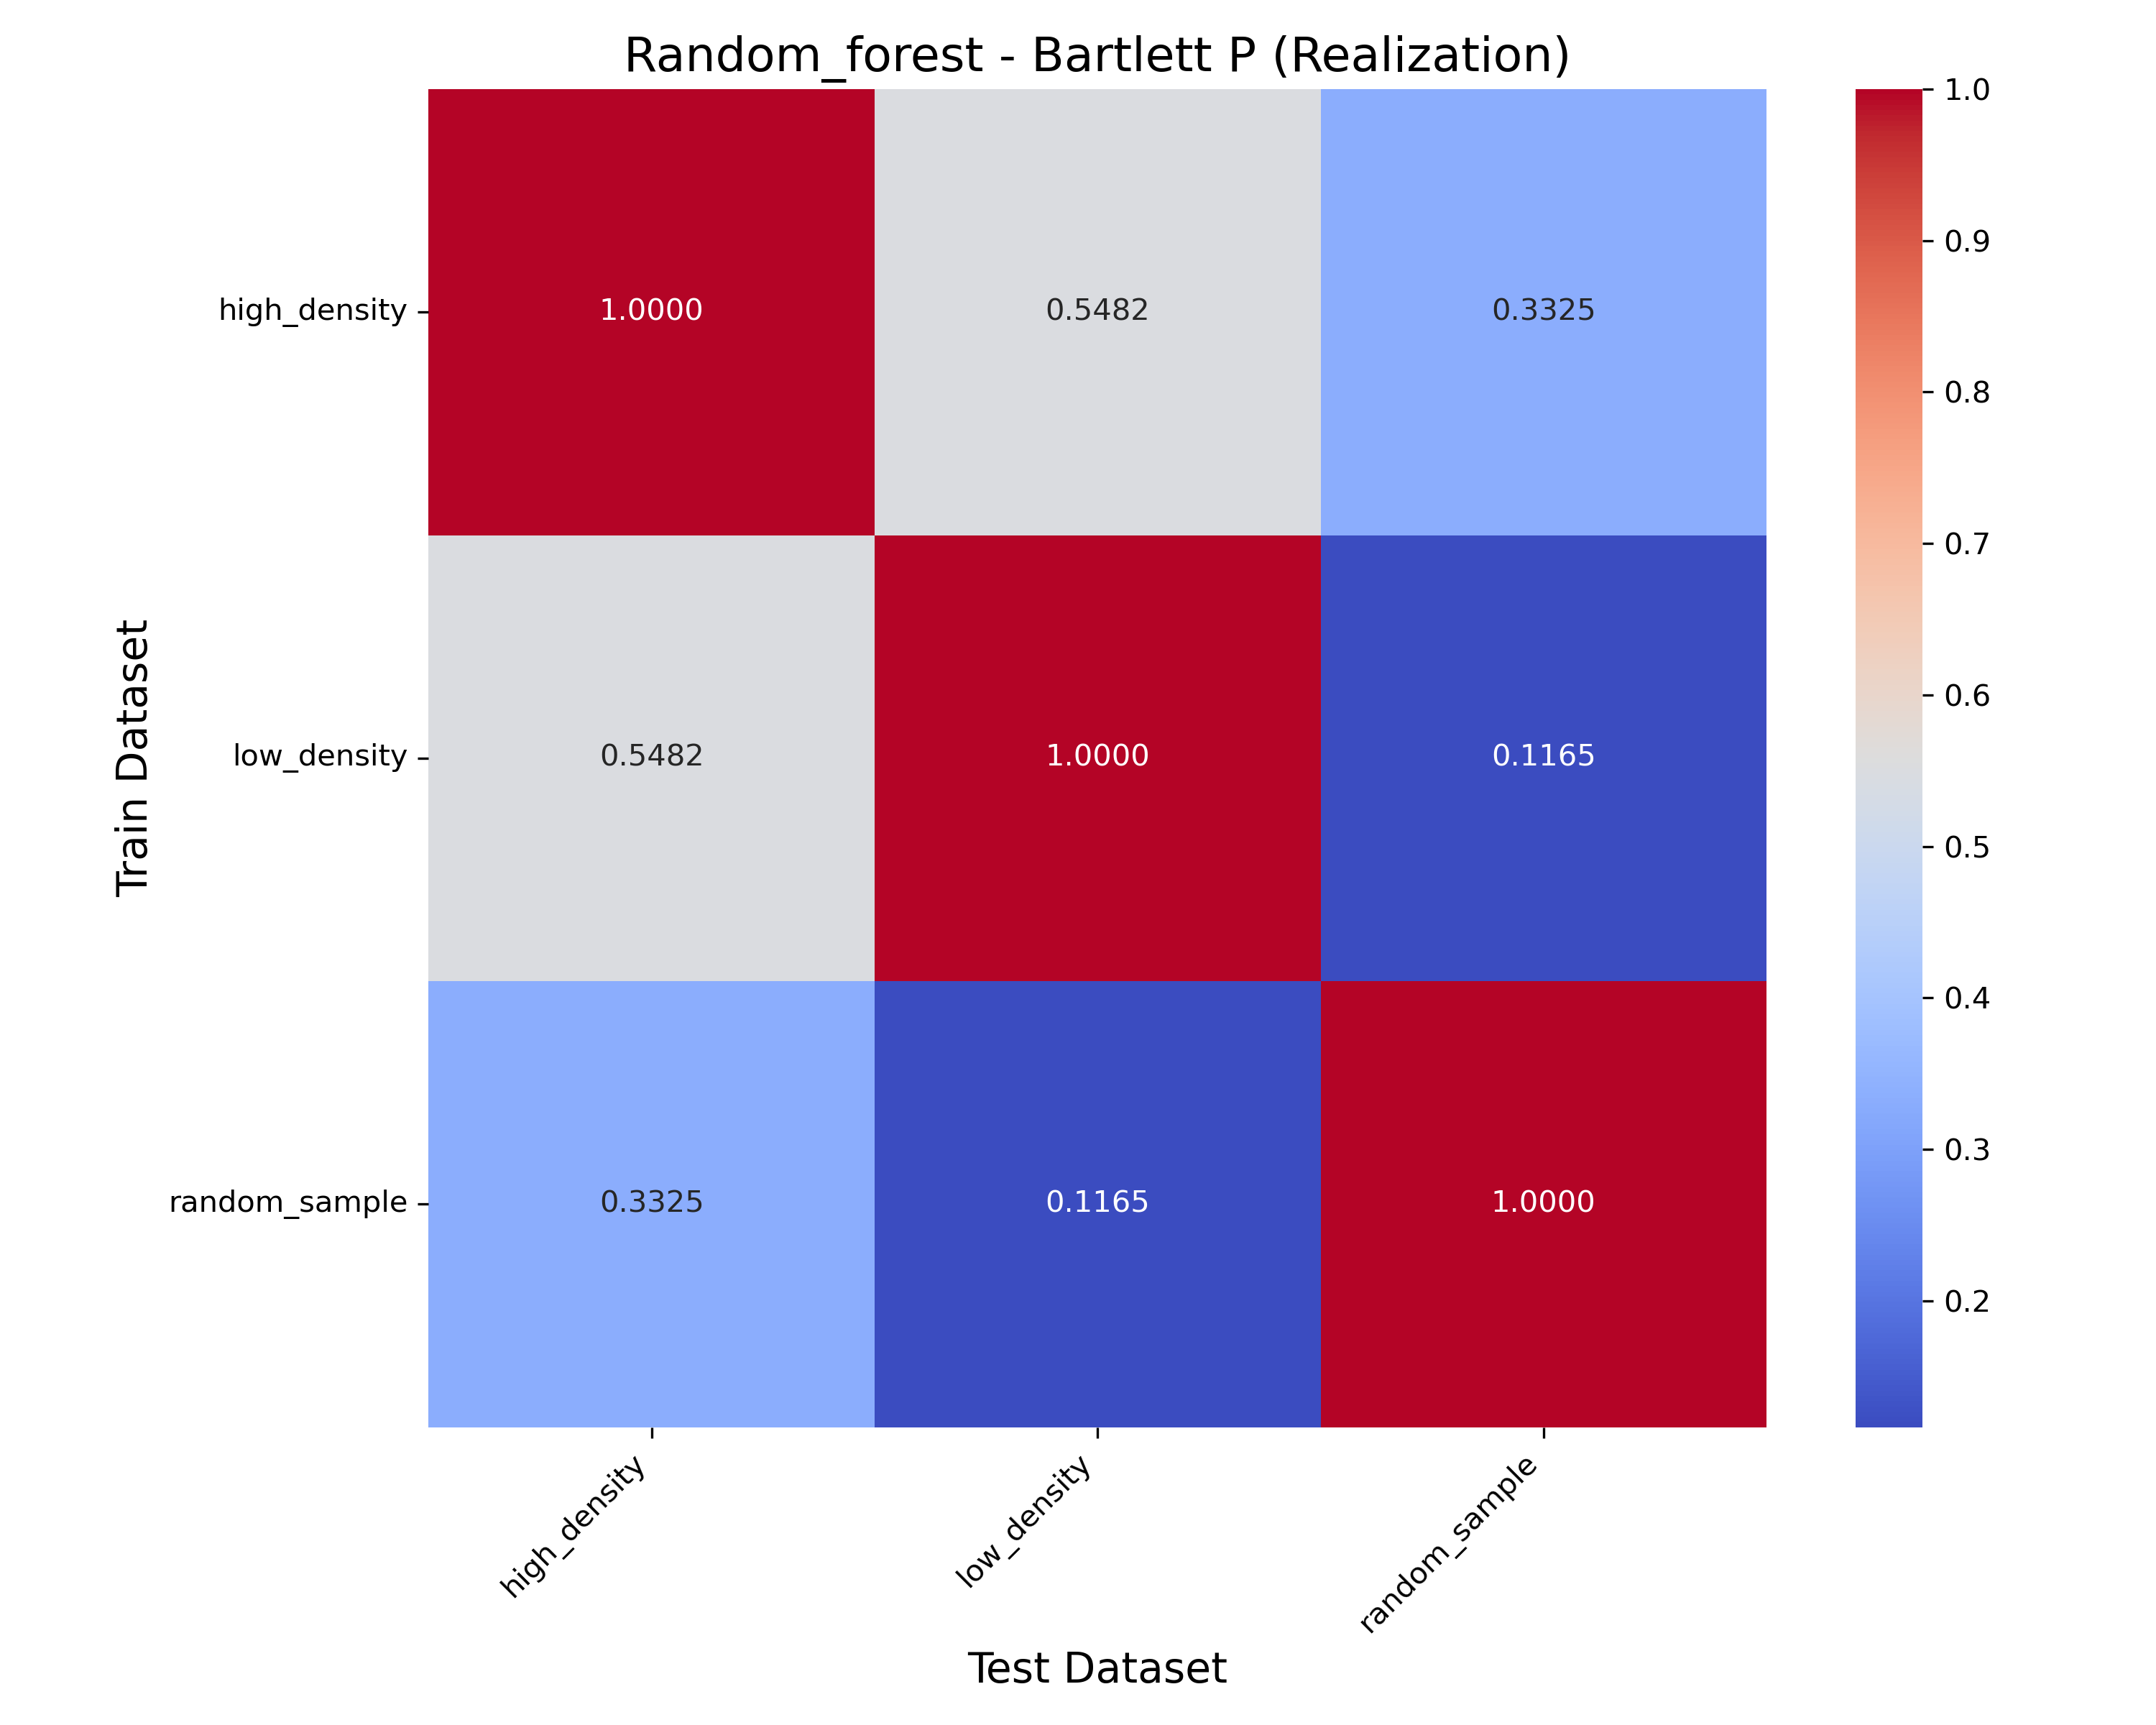 Random_forest - Bartlett P (Realization)
Train Dataset
high_density
1.0000
0.5482
0.3325
low_density
0.5482
1.0000
0.1165
random_sample
0.3325
0.1165
1.0000
high_density
low_density
random_sample
Test Dataset
1.0
0.9
0.8
0.7
0.6
0.5
0.4
0.3
0.2